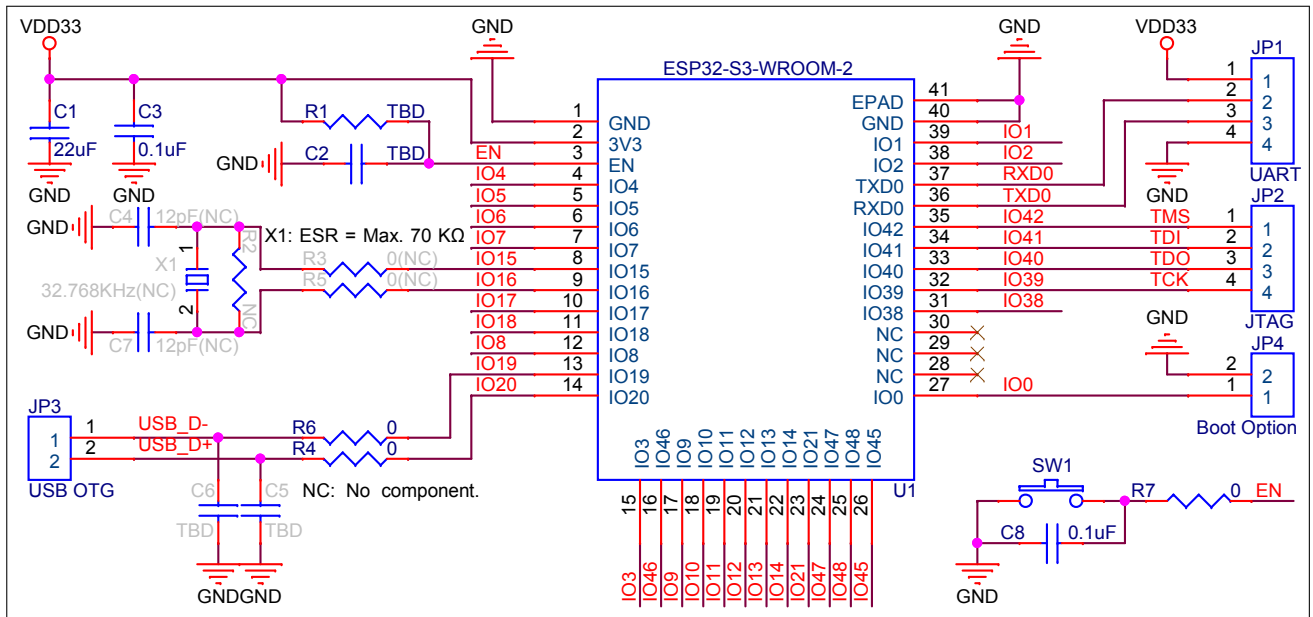 VDD33
GND
GND
VDD33
JP1
ESP32-S3-WROOM-2
C1
22uF
GND
C3
0.1uF
GND
R1
TBD
GND
C2
TBD
EN
IO4
IO5
IO6
IO7
IO15
IO16
IO17
IO18
IO8
IO19
IO20
1
2
3
4
5
6
7
8
9
10
11
12
13
14
GND
3V3
EN
IO4
IO5
IO6
IO7
IO15
IO16
IO17
IO18
IO8
IO19
IO20
EPAD
GND
IO1
IO2
TXD0
RXD0
IO42
IO41
IO40
IO39
IO38
NC
NC
NC
IO0
41
40
39
38
37
36
35
34
33
32
31
30
29
28
27
IO1
IO2
RXD0
TXD0
IO42
IO41
IO40
IO39
IO38
IO0
1
2
3
4
1
2
3
4
UART
GND
JP2
TMS
TDI
TDO
TCK
1
2
3
4
1
2
3
4
JTAG
GND
JP4
2
1
2
1
Boot Option
GND
C4
12pF(NC)
1
X1
32.768KHz(NC)
2
R2
NC
GND
C7
12pF(NC)
X1: ESR = Max. 70 KΩ
R3
0(NC)
R5
0(NC)
JP3
1
2
1
2
USB OTG
USB_D-
USB_D+
R6
0
R4
0
C6
TBD
C5
TBD
GND
GND
NC: No component.
IO3
IO46
IO9
IO10
IO11
IO12
IO13
IO14
IO21
IO47
IO48
IO45
U1
15
16
17
18
19
20
21
22
23
24
25
26
IO3
IO46
IO9
IO10
IO11
IO12
IO13
IO14
IO21
IO47
IO48
IO45
SW1
R7
0
EN
C8
0.1uF
GND